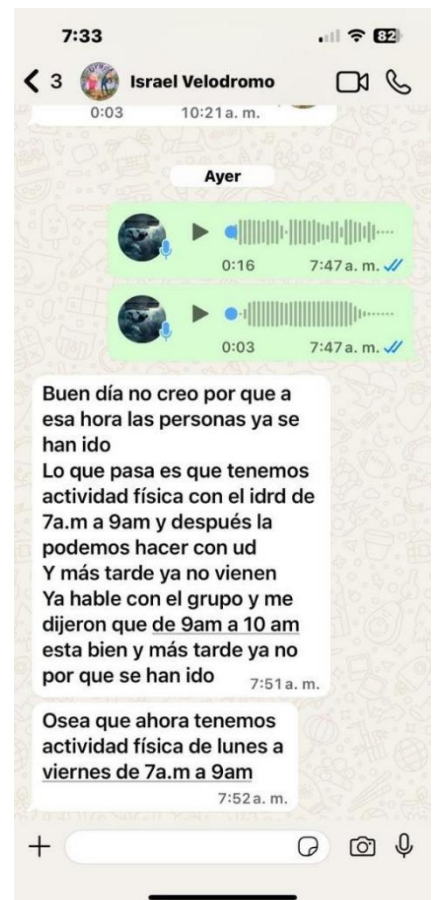 7:33
82
3
Israel Velodromo
0:03 10:21 a. m.
Ayer
0:16 7:47 a. m.
0:03 7:47 a. m.
Buen día no creo por que a
esa hora las personas ya se
han ido
Lo que pasa es que tenemos
actividad física con el idrd de
7a.m a 9am y después la
podemos hacer con ud
Y más tarde ya no vienen
Ya hable con el grupo y me
dijeron que de 9am a 10 am
esta bien y más tarde ya no
por que se han ido
7:51 a. m.
Osea que ahora tenemos
actividad física de lunes a
viernes de 7a.m a 9am
7:52 a. m.